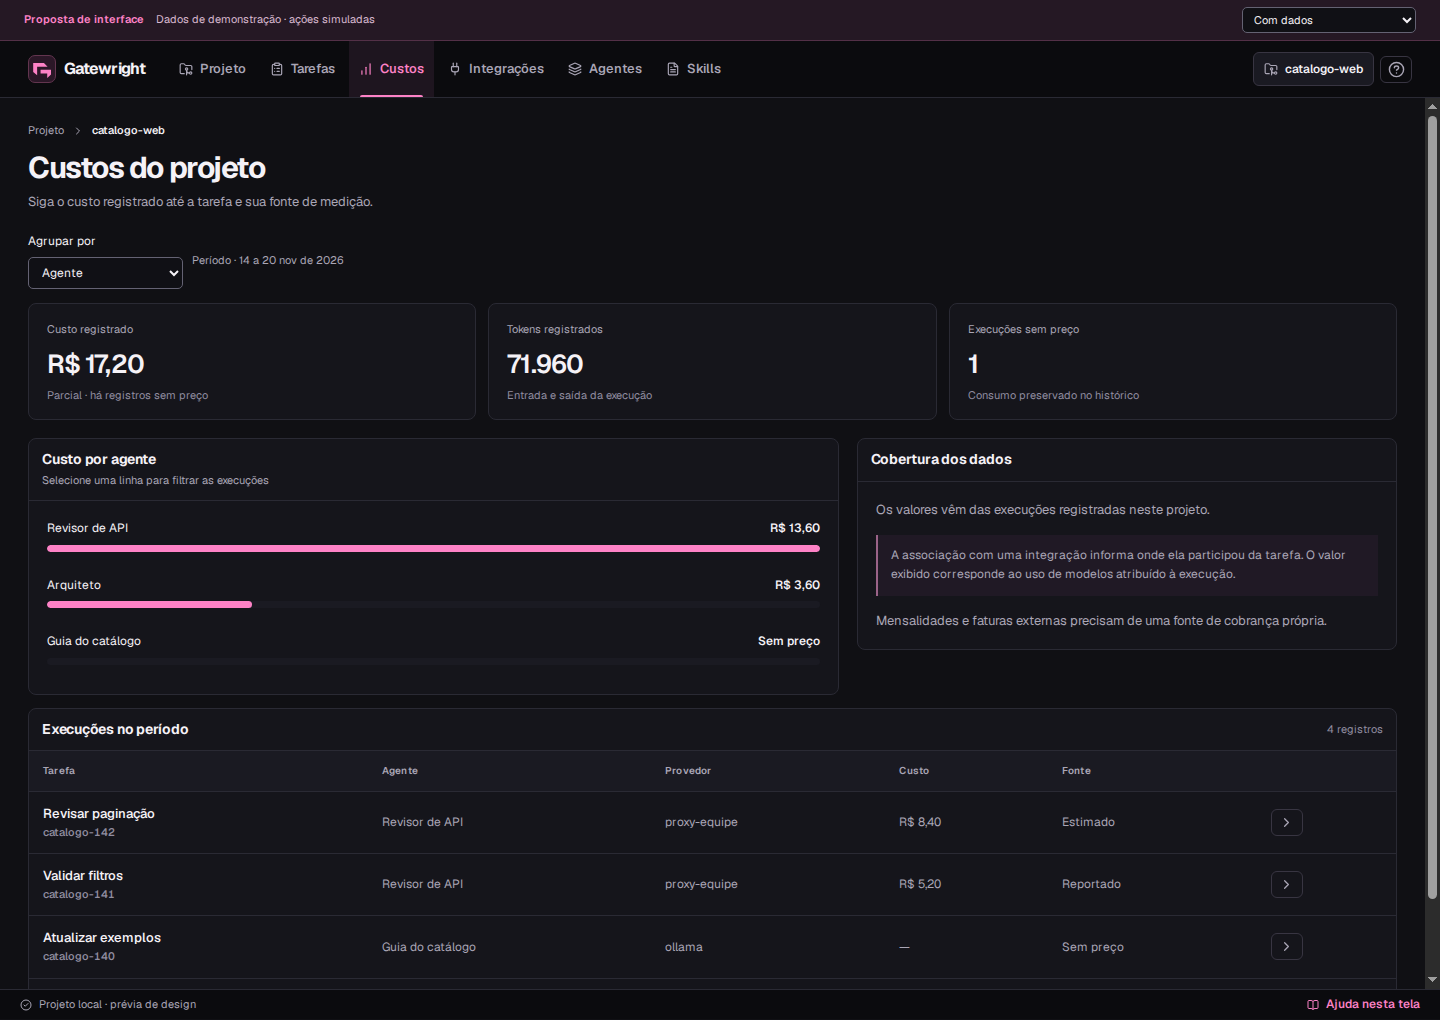 Proposta de interface Dados de demonstração · ações simuladas Com dados
Gatewright Projeto Tarefas Custos Integrações Agentes Skills catalogo-web
Projeto catalogo-web
Custos do projeto
Siga o custo registrado até a tarefa e sua fonte de medição.
Agrupar por
Agente Período · 14 a 20 nov de 2026
Custo registrado
R$ 17,20
Parcial · há registros sem preço
Tokens registrados
71.960
Entrada e saída da execução
Execuções sem preço
1
Consumo preservado no histórico
Custo por agente
Selecione uma linha para filtrar as execuções
Revisor de API R$ 13,60
Arquiteto R$ 3,60
Guia do catálogo Sem preço
Cobertura dos dados
Os valores vêm das execuções registradas neste projeto.
A associação com uma integração informa onde ela participou da tarefa. O valor
exibido corresponde ao uso de modelos atribuído à execução.
Mensalidades e faturas externas precisam de uma fonte de cobrança própria.
Execuções no período 4 registros
Tarefa Agente Provedor Custo Fonte
Revisar paginação
catalogo-142 Revisor de API proxy-equipe R$ 8,40 Estimado
Validar filtros
catalogo-141 Revisor de API proxy-equipe R$ 5,20 Reportado
Atualizar exemplos
catalogo-140 Guia do catálogo ollama — Sem preço
Projeto local · prévia de design Ajuda nesta tela